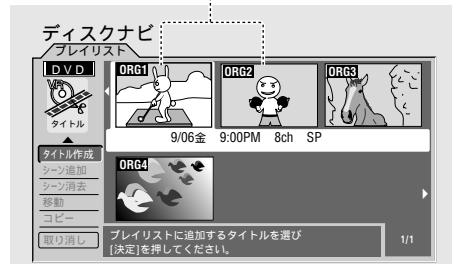 ディスクナビ
プレイリスト
DVD
VR
タイトル
ORG1
ORG2
ORG3
9/06金 9:00PM 8ch SP
タイトル作成
シーン追加
シーン消去
移動
コピー
取り消し
ORG4
プレイリストに追加するタイトルを選び
[決定]を押してください。
1/1